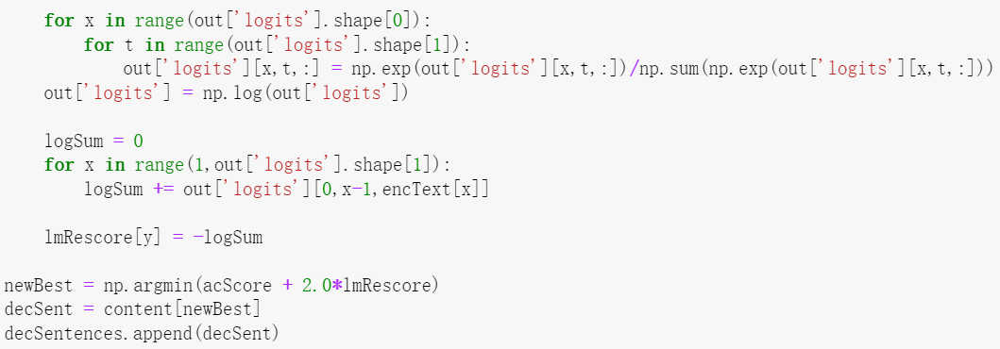 for x in range(out['logits'].shape[0]):
for t in range(out['logits'].shape[1]):
out['logits'][x,t,:] = np.exp(out['logits'][x,t,:])/np.sum(np.exp(out['logits'][x,t,:]))
out['logits'] = np.log(out['logits'])
logSum = 0
for x in range(1,out['logits'].shape[1]):
logSum += out['logits'][0,x-1,encText[x]]
lmRescore[y] = -logSum
newBest = np.argmin(acScore + 2.0*lmRescore)
decSent = content[newBest]
decSentences.append(decSent)